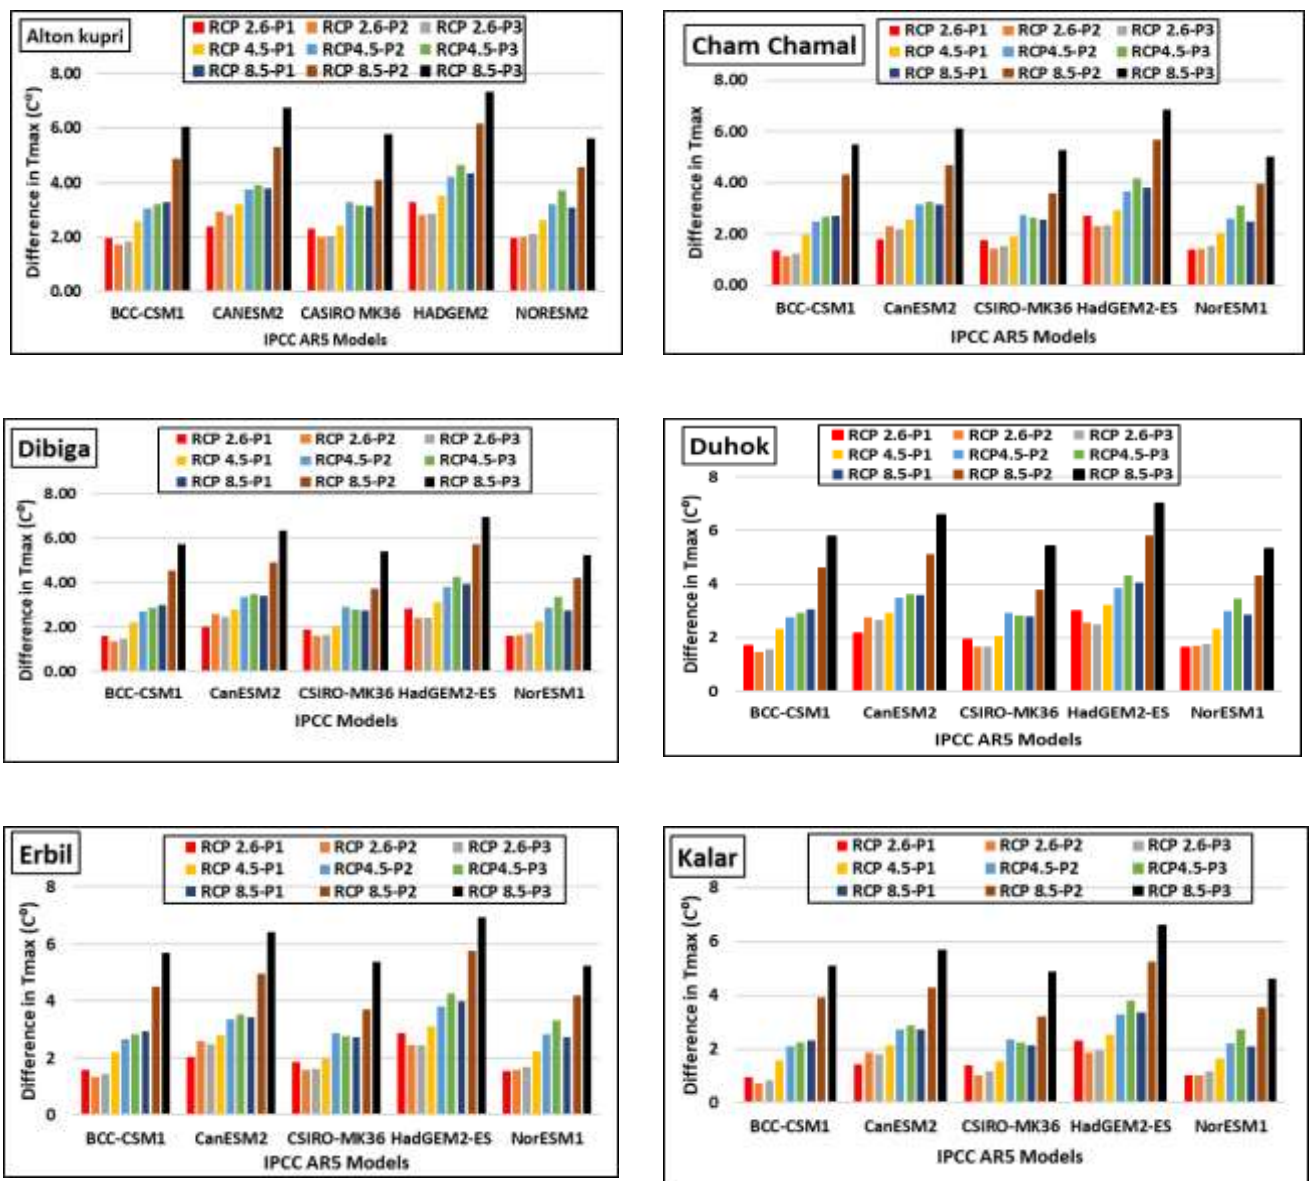 Alton kupri
RCP 2.6-P1 RCP 2.6-P2 RCP 2.6-P3
RCP 4.5-P1 RCP4.5-P2 RCP4.5-P3
RCP 8.5-P1 RCP 8.5-P2 RCP 8.5-P3
Difference in Tmax (C⁰)
8.00
6.00
4.00
2.00
0.00
BCC-CSM1 CANESM2 CASIRO MK36 HADGEM2 NORESM2
IPCC AR5 Models
Cham Chamal
RCP 2.6-P1 RCP 2.6-P2 RCP 2.6-P3
RCP 4.5-P1 RCP4.5-P2 RCP4.5-P3
RCP 8.5-P1 RCP 8.5-P2 RCP 8.5-P3
Difference in Tmax
8.00
6.00
4.00
2.00
0.00
BCC-CSM1 CanESM2 CSIRO-MK36 HadGEM2-ES NorESM1
IPCC AR5 Models
Dibiga
RCP 2.6-P1 RCP 2.6-P2 RCP 2.6-P3
RCP 4.5-P1 RCP4.5-P2 RCP4.5-P3
RCP 8.5-P1 RCP 8.5-P2 RCP 8.5-P3
Difference in Tmax (C⁰)
8.00
6.00
4.00
2.00
0.00
BCC-CSM1 CanESM2 CSIRO-MK36 HadGEM2-ES NorESM1
IPCC Models
Duhok
RCP 2.6-P1 RCP 2.6-P2 RCP 2.6-P3
RCP 4.5-P1 RCP4.5-P2 RCP4.5-P3
RCP 8.5-P1 RCP 8.5-P2 RCP 8.5-P3
Difference in Tmax (C⁰)
8
6
4
2
0
BCC-CSM1 CanESM2 CSIRO-MK36 HadGEM2-ES NorESM1
IPCC AR5 Models
Erbil
RCP 2.6-P1 RCP 2.6-P2 RCP 2.6-P3
RCP 4.5-P1 RCP4.5-P2 RCP4.5-P3
RCP 8.5-P1 RCP 8.5-P2 RCP 8.5-P3
Difference in Tmax (C⁰)
8
6
4
2
0
BCC-CSM1 CanESM2 CSIRO-MK36 HadGEM2-ES NorESM1
IPCC AR5 Models
Kalar
RCP 2.6-P1 RCP 2.6-P2 RCP 2.6-P3
RCP 4.5-P1 RCP4.5-P2 RCP4.5-P3
RCP 8.5-P1 RCP 8.5-P2 RCP 8.5-P3
Difference in Tmax (C⁰)
8
6
4
2
0
BCC-CSM1 CanESM2 CSIRO-MK36 HadGEM2-ES NorESM1
IPCC AR5 Models